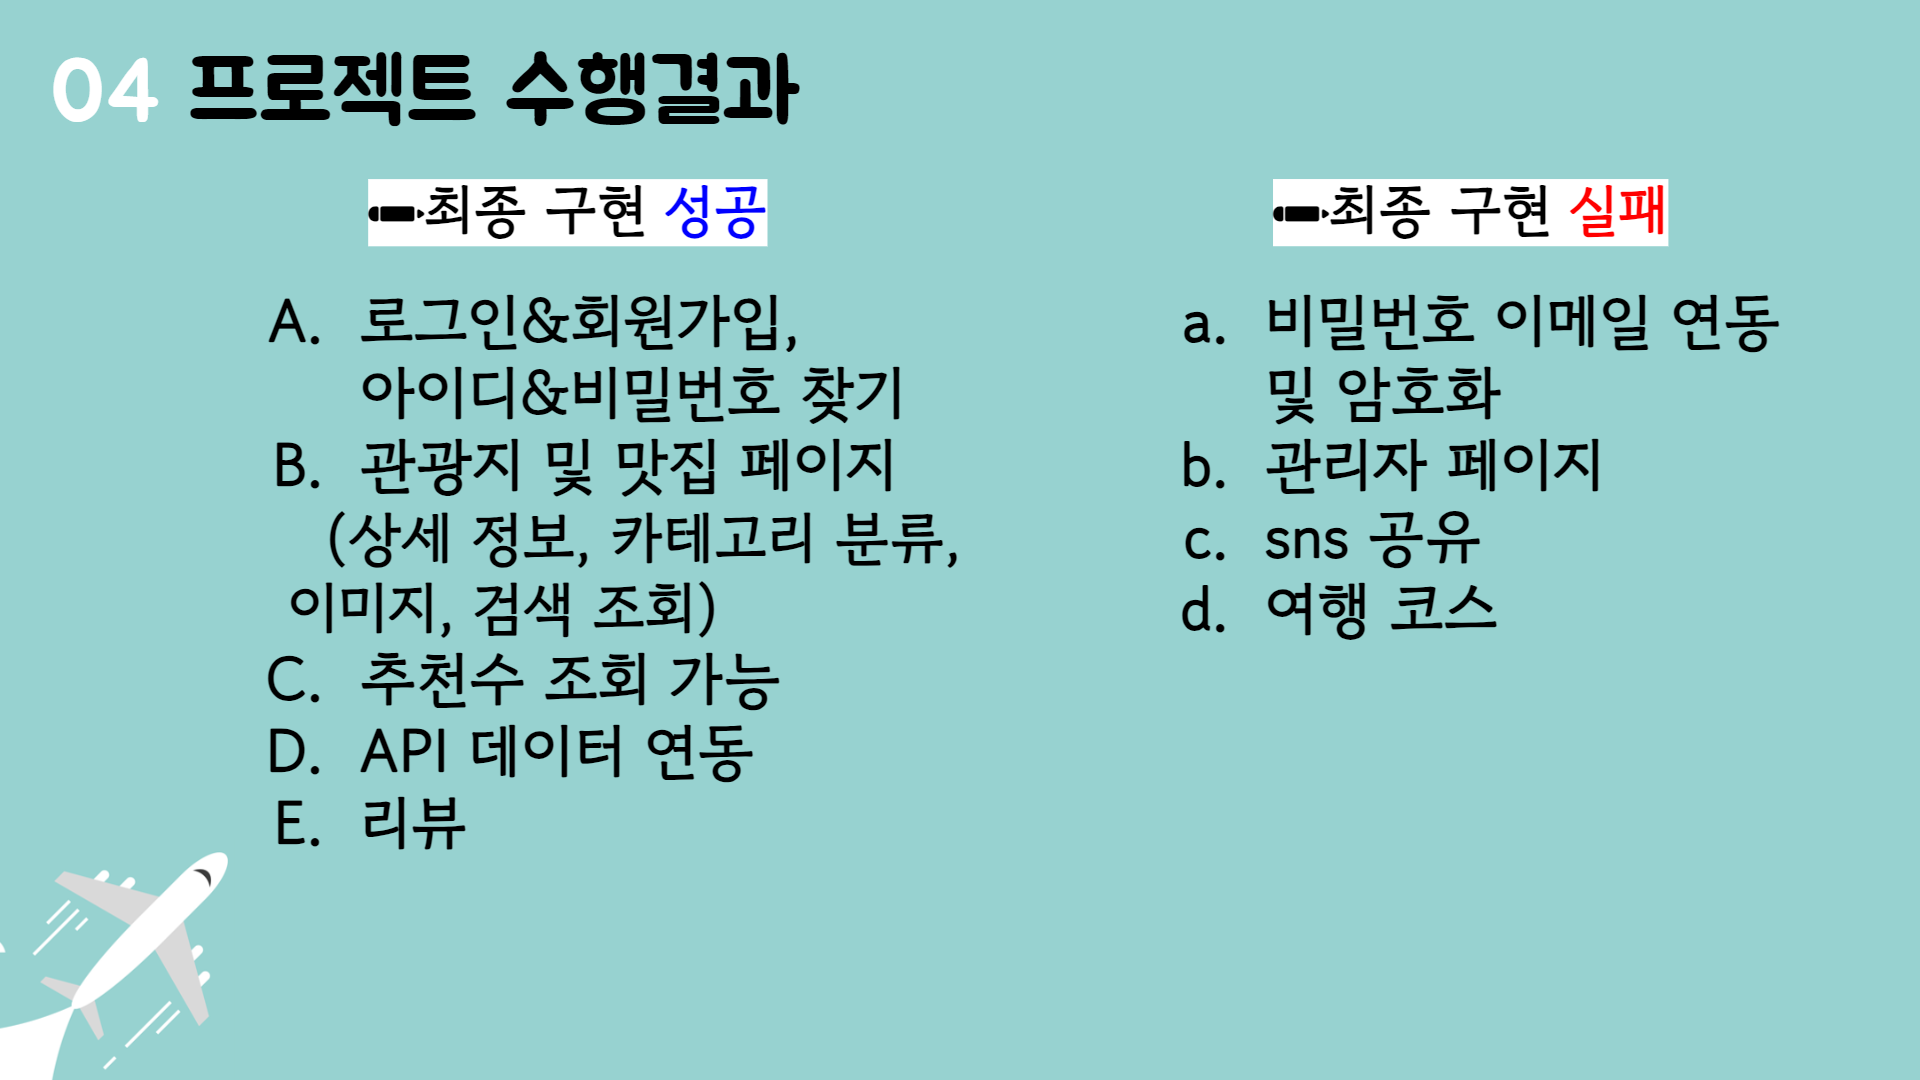 04 프로젝트 수행결과
최종 구현 성공
A. 로그인&회원가입,
아이디&비밀번호 찾기
B. 관광지 및 맛집 페이지
(상세 정보, 카테고리 분류,
이미지, 검색 조회)
C. 추천수 조회 가능
D. API 데이터 연동
E. 리뷰
최종 구현 실패
a. 비밀번호 이메일 연동
및 암호화
b. 관리자 페이지
c. sns 공유
d. 여행 코스